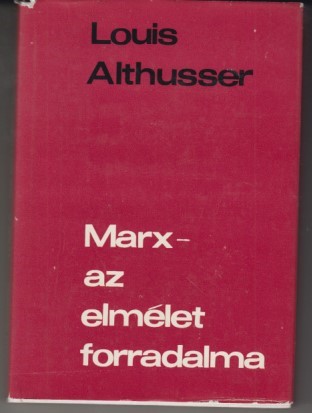 Louis
Althusser
Marx–
az
elmélet
forradalma